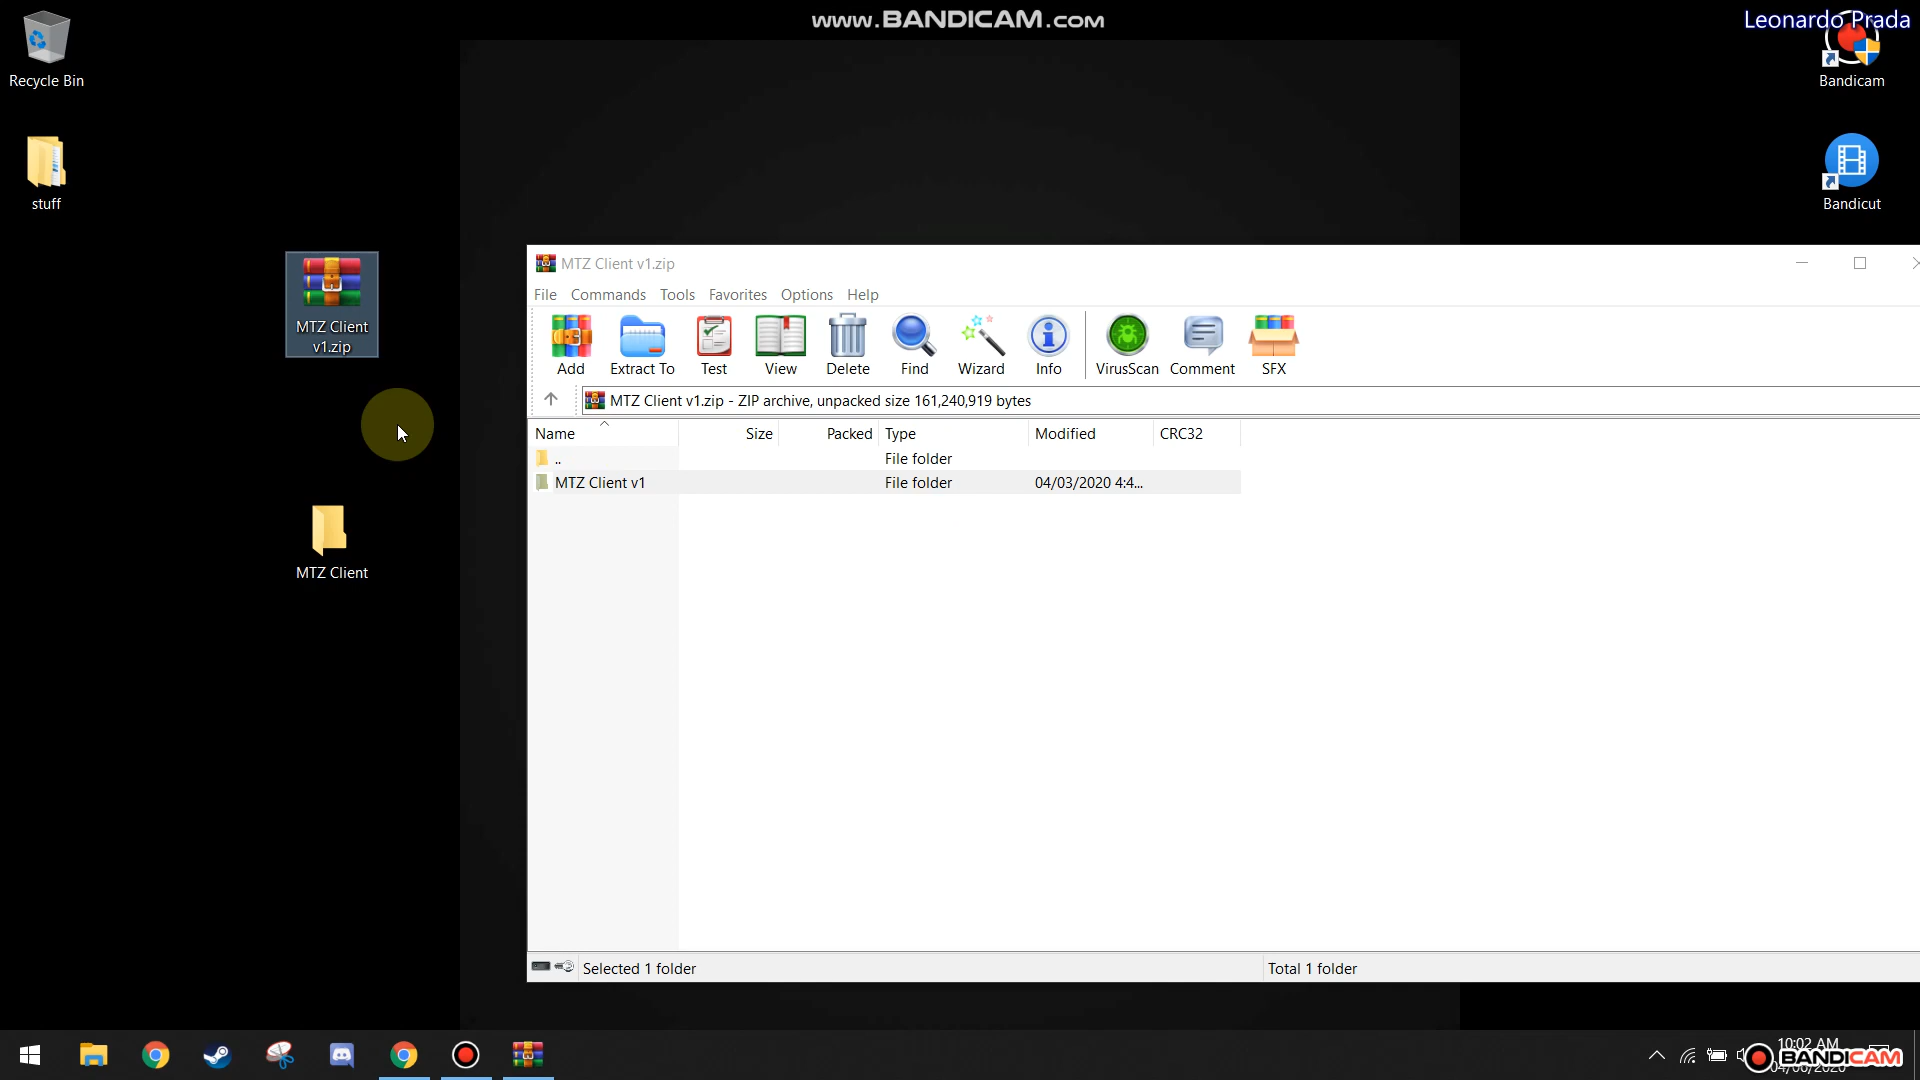 www.BANDICAM.com
Leonardo Prada
Recycle Bin
Bandicam
stuff
Bandicut
MTZ Client
v1.zip
MTZ Client
MTZ Client v1.zip
File Commands Tools Favorites Options Help
Add Extract To Test View Delete Find Wizard Info VirusScan Comment SFX
MTZ Client v1.zip - ZIP archive, unpacked size 161,240,919 bytes
Name Size Packed Type Modified CRC32
.. File folder
MTZ Client v1 File folder 04/03/2020 4:4...
Selected 1 folder Total 1 folder
10:02 AM
BANDICAM
04/06/2020